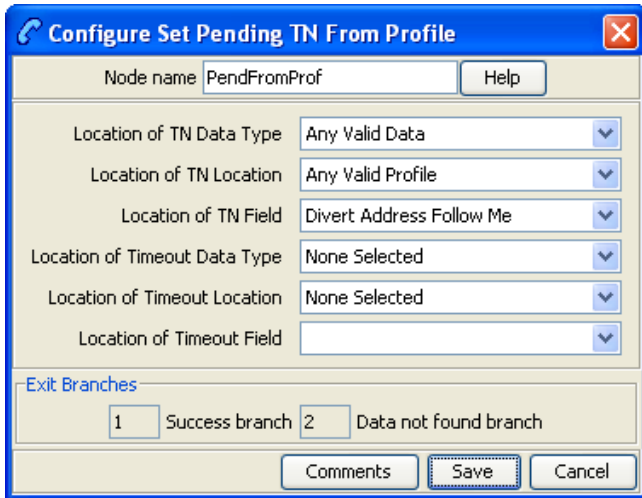 Configure Set Pending TN From Profile
Node name PendFromProf Help
Location of TN Data Type Any Valid Data
Location of TN Location Any Valid Profile
Location of TN Field Divert Address Follow Me
Location of Timeout Data Type None Selected
Location of Timeout Location None Selected
Location of Timeout Field
Exit Branches
1 Success branch 2 Data not found branch
Comments Save Cancel